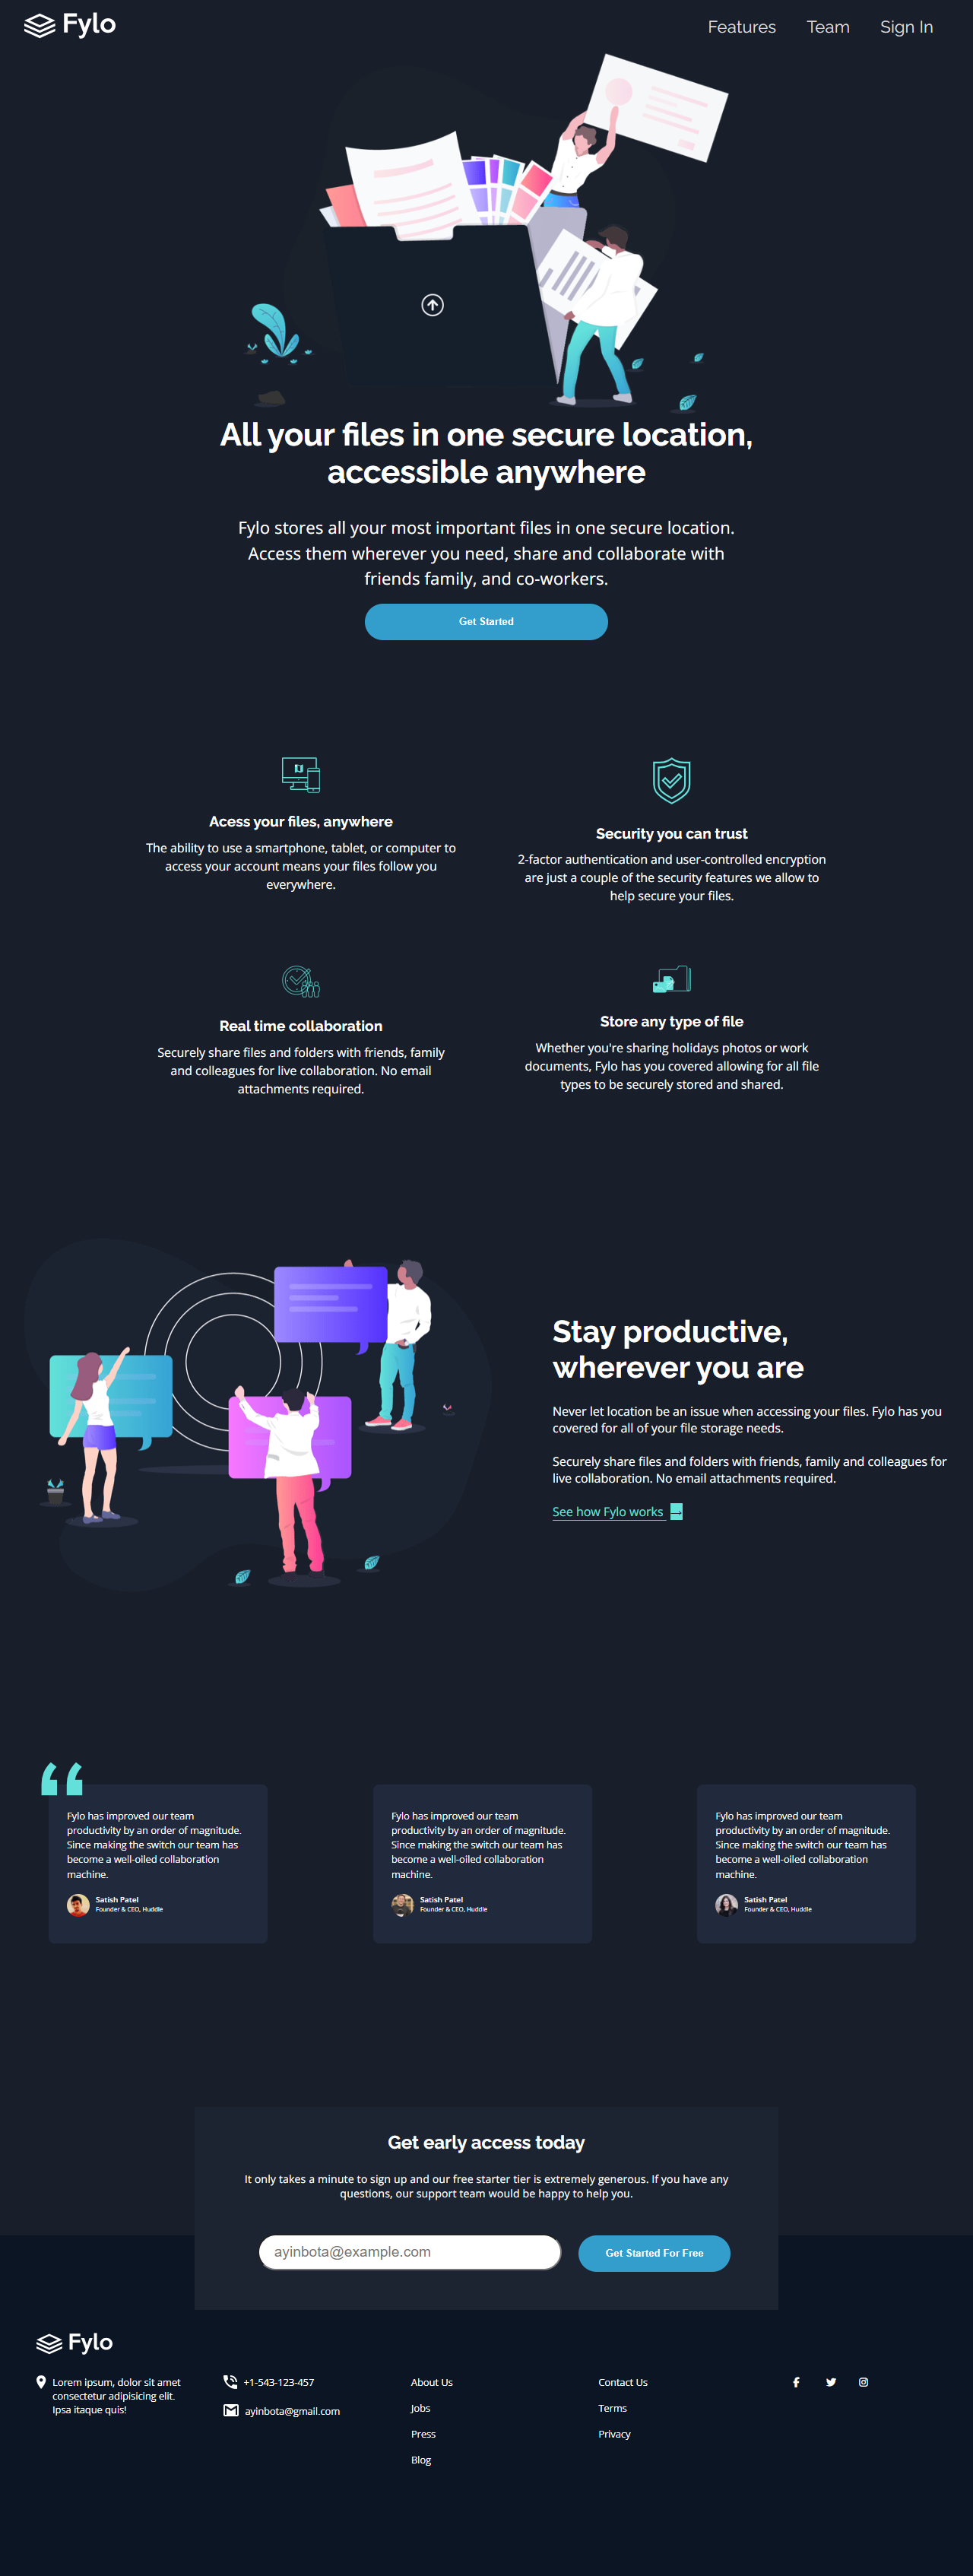 Fylo
Features Team Sign In
All your files in one secure location,
accessible anywhere
Fylo stores all your most important files in one secure location.
Access them wherever you need, share and collaborate with
friends family, and co-workers.
Get Started
Acess your files, anywhere
The ability to use a smartphone, tablet, or computer to
access your account means your files follow you
everywhere.
Security you can trust
2-factor authentication and user-controlled encryption
are just a couple of the security features we allow to
help secure your files.
Real time collaboration
Securely share files and folders with friends, family
and colleagues for live collaboration. No email
attachments required.
Store any type of file
Whether you're sharing holidays photos or work
documents, Fylo has you covered allowing for all file
types to be securely stored and shared.
Stay productive,
wherever you are
Never let location be an issue when accessing your files. Fylo has you
covered for all of your file storage needs.
Securely share files and folders with friends, family and colleagues for
live collaboration. No email attachments required.
See how Fylo works
Fylo has improved our team
productivity by an order of magnitude.
Since making the switch our team has
become a well-oiled collaboration
machine.
Satish Patel
Founder & CEO, Huddle
Fylo has improved our team
productivity by an order of magnitude.
Since making the switch our team has
become a well-oiled collaboration
machine.
Satish Patel
Founder & CEO, Huddle
Fylo has improved our team
productivity by an order of magnitude.
Since making the switch our team has
become a well-oiled collaboration
machine.
Satish Patel
Founder & CEO, Huddle
Get early access today
It only takes a minute to sign up and our free starter tier is extremely generous. If you have any
questions, our support team would be happy to help you.
ayinbota@example.com
Get Started For Free
Fylo
Lorem ipsum, dolor sit amet
consectetur adipisicing elit.
Ipsa itaque quis!
+1-543-123-457
ayinbota@gmail.com
About Us
Jobs
Press
Blog
Contact Us
Terms
Privacy